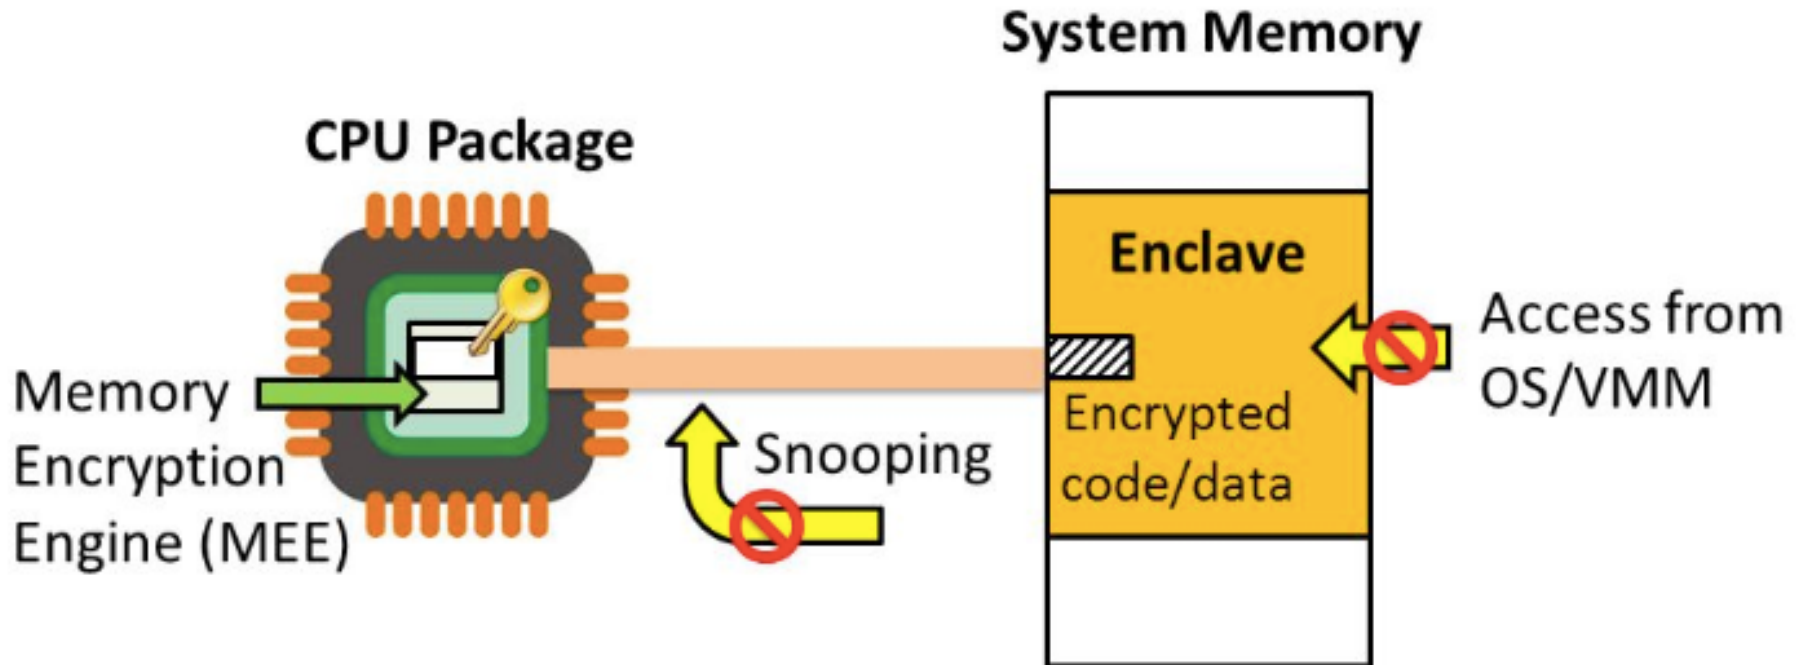 System Memory
CPU Package
Enclave
Access from
OS/VMM
Memory
Encryption
Engine (MEE)
Snooping
Encrypted
code/data